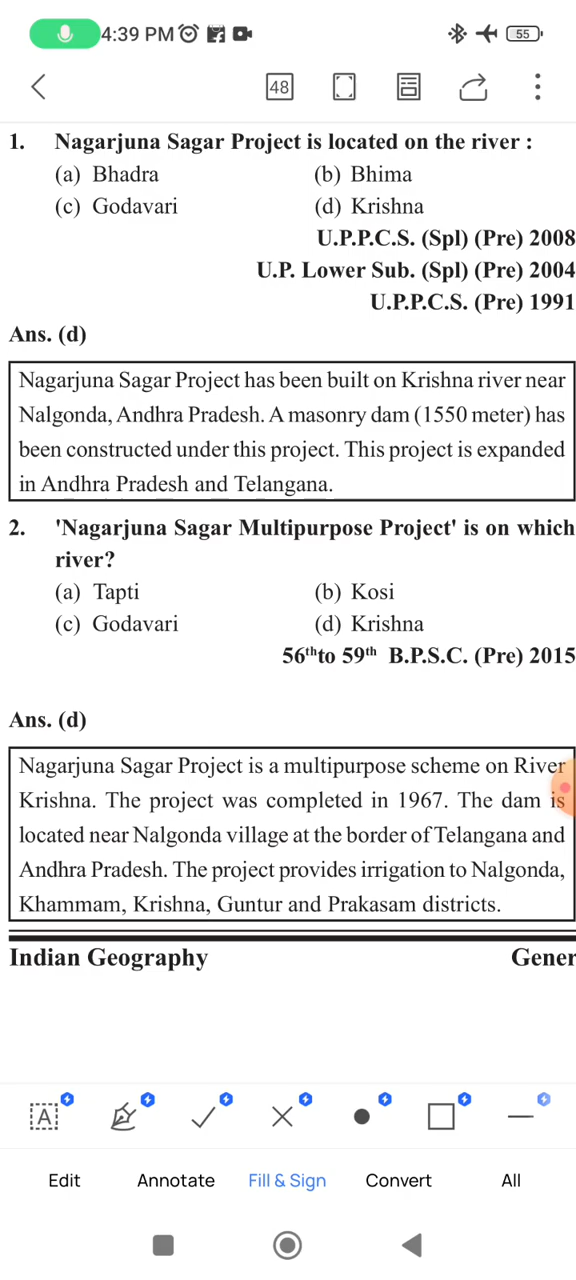 4:39 PM
55
48
1. Nagarjuna Sagar Project is located on the river :
(a) Bhadra (b) Bhima
(c) Godavari (d) Krishna
U.P.P.C.S. (Spl) (Pre) 2008
U.P. Lower Sub. (Spl) (Pre) 2004
U.P.P.C.S. (Pre) 1991
Ans. (d)
Nagarjuna Sagar Project has been built on Krishna river near
Nalgonda, Andhra Pradesh. A masonry dam (1550 meter) has
been constructed under this project. This project is expanded
in Andhra Pradesh and Telangana.
2. 'Nagarjuna Sagar Multipurpose Project' is on which
river?
(a) Tapti (b) Kosi
(c) Godavari (d) Krishna
56th to 59th B.P.S.C. (Pre) 2015
Ans. (d)
Nagarjuna Sagar Project is a multipurpose scheme on River
Krishna. The project was completed in 1967. The dam is
located near Nalgonda village at the border of Telangana and
Andhra Pradesh. The project provides irrigation to Nalgonda,
Khammam, Krishna, Guntur and Prakasam districts.
Indian Geography Gener
A
Edit Annotate Fill & Sign Convert All